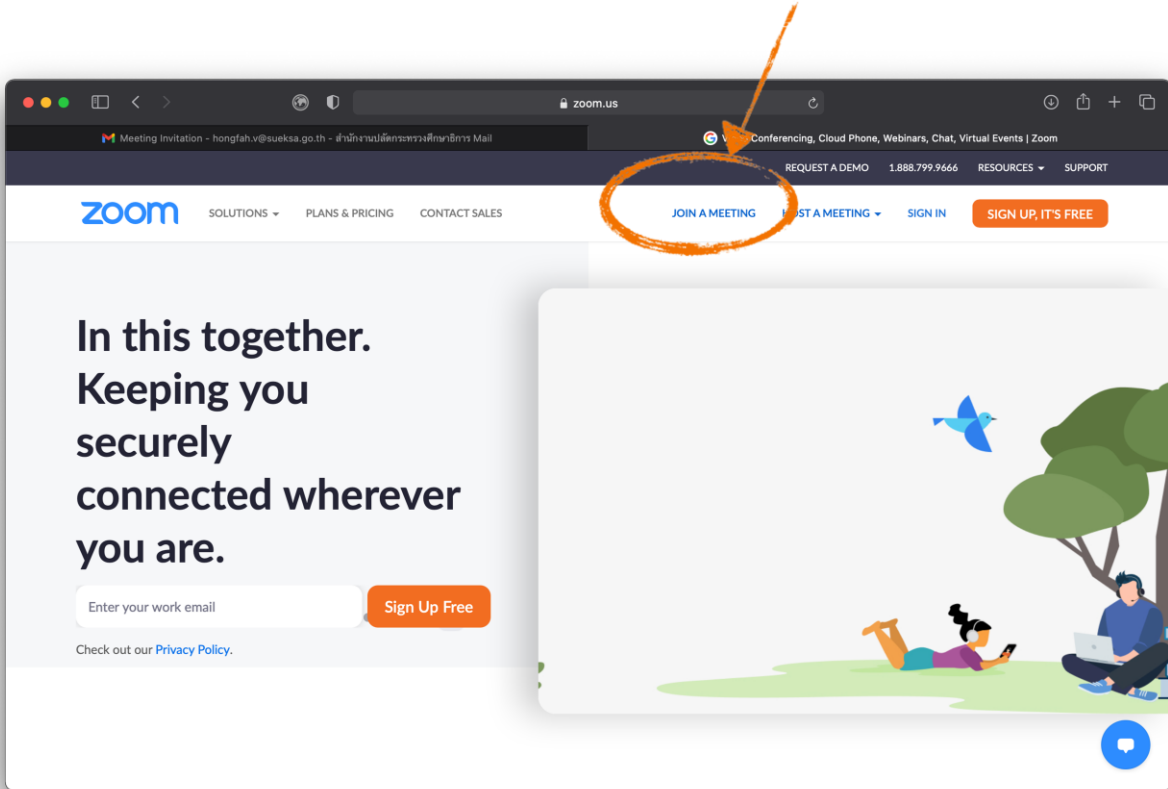 zoom.us
Meeting Invitation - hongfah.v@sueksa.go.th - สำนักงานปลัดกระทรวงศึกษาธิการ Mail
Conferencing, Cloud Phone, Webinars, Chat, Virtual Events | Zoom
REQUEST A DEMO 1.888.799.9666 RESOURCES SUPPORT
zoom SOLUTIONS PLANS & PRICING CONTACT SALES JOIN A MEETING HOST A MEETING SIGN IN SIGN UP, IT'S FREE
In this together.
Keeping you
securely
connected wherever
you are.
Enter your work email Sign Up Free
Check out our Privacy Policy.